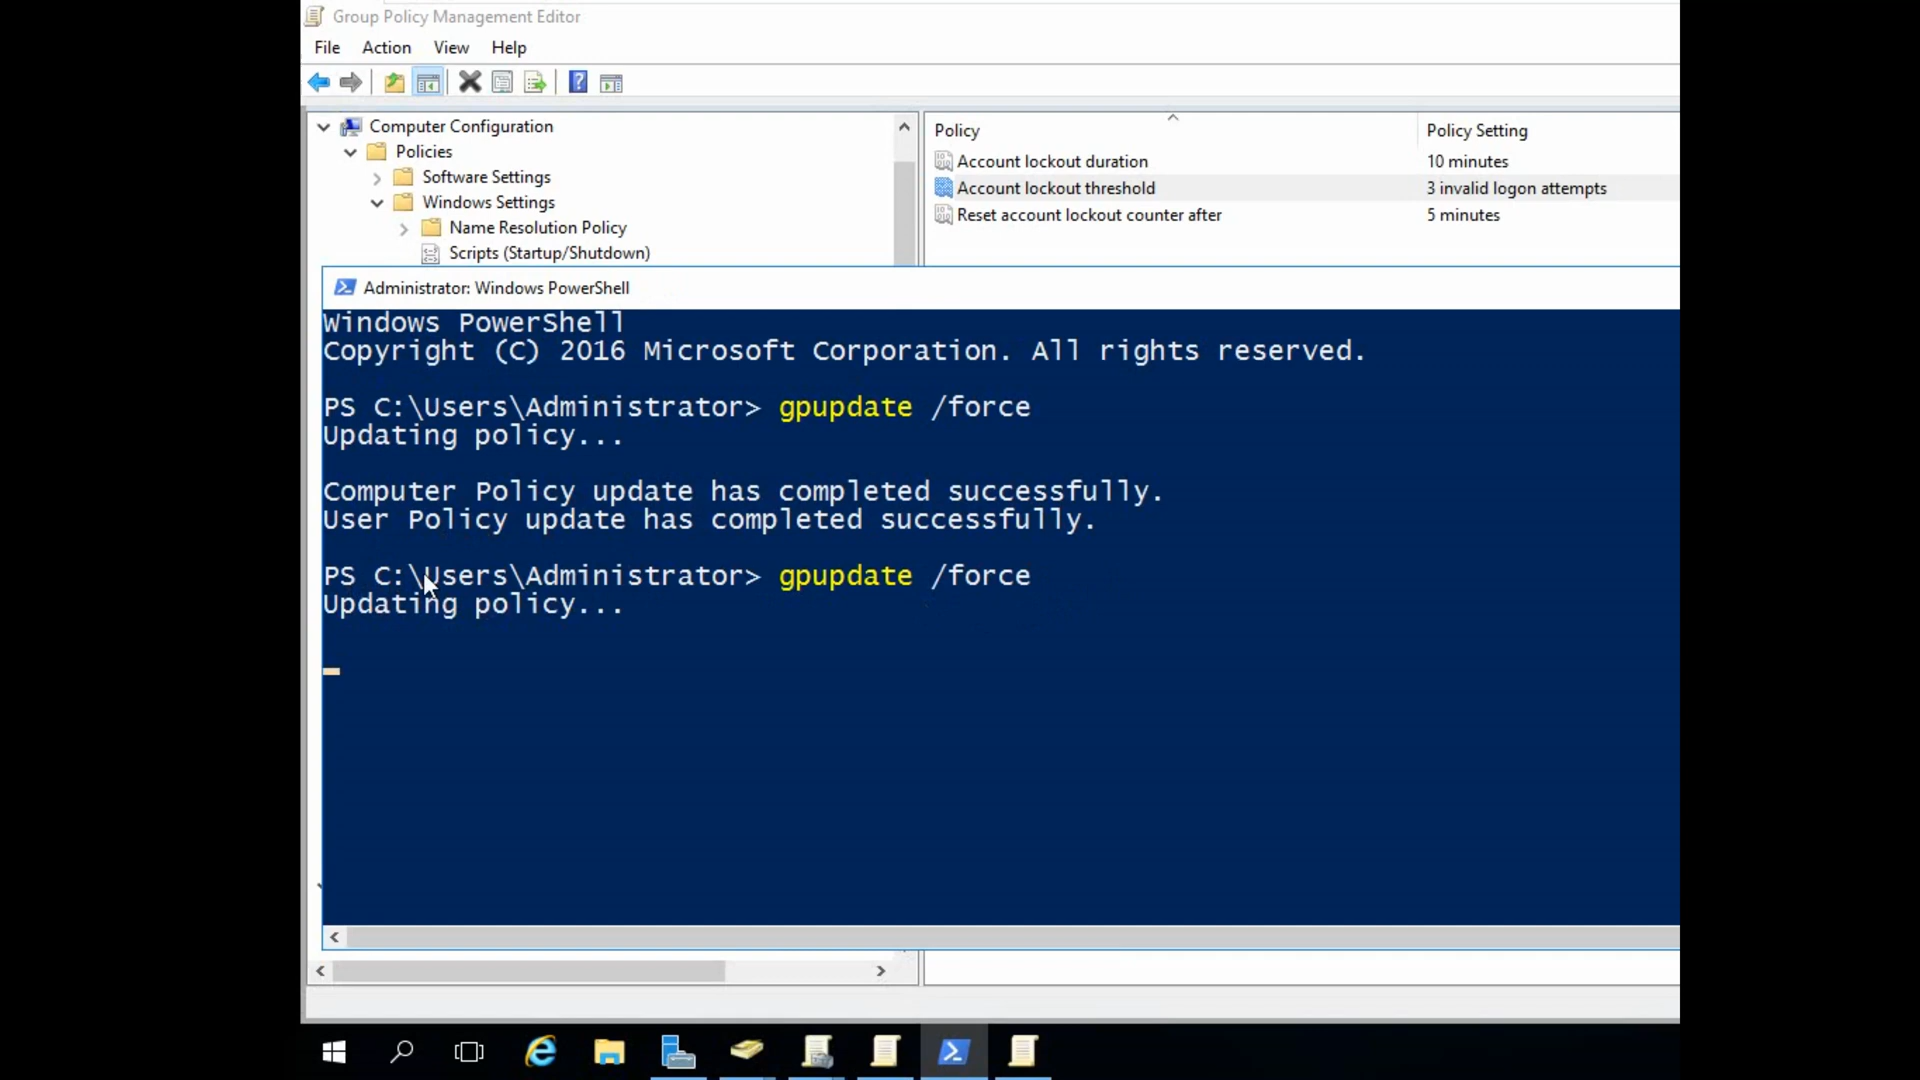 Group Policy Management Editor
File Action View Help
Computer Configuration
Policies
Software Settings
Windows Settings
Name Resolution Policy
Scripts (Startup/Shutdown)
Policy Policy Setting
Account lockout duration 10 minutes
Account lockout threshold 3 invalid logon attempts
Reset account lockout counter after 5 minutes
Administrator: Windows PowerShell
Windows PowerShell
Copyright (C) 2016 Microsoft Corporation. All rights reserved.
PS C:\Users\Administrator> gpupdate /force
Updating policy...
Computer Policy update has completed successfully.
User Policy update has completed successfully.
PS C:\Users\Administrator> gpupdate /force
Updating policy...